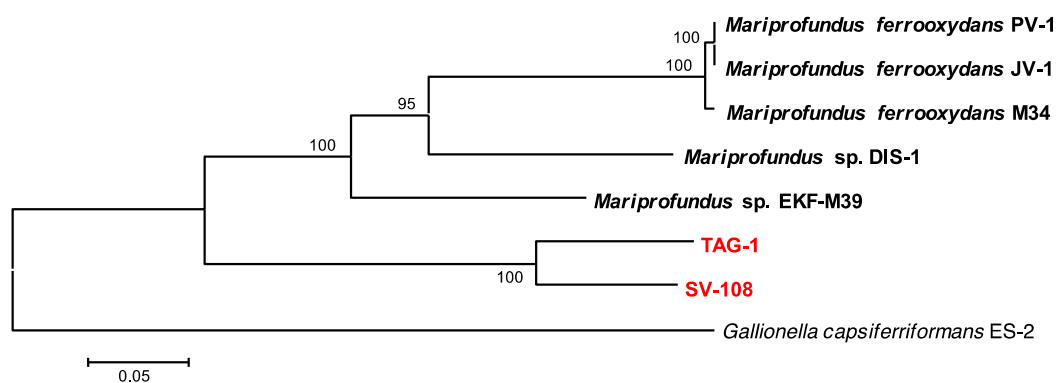 Mariprofundus ferrooxydans PV-1
100
Mariprofundus ferrooxydans JV-1
100
95
Mariprofundus ferrooxydans M34
100
Mariprofundus sp. DIS-1
Mariprofundus sp. EKF-M39
TAG-1
100
SV-108
Gallionella capsiferriformans ES-2
0.05